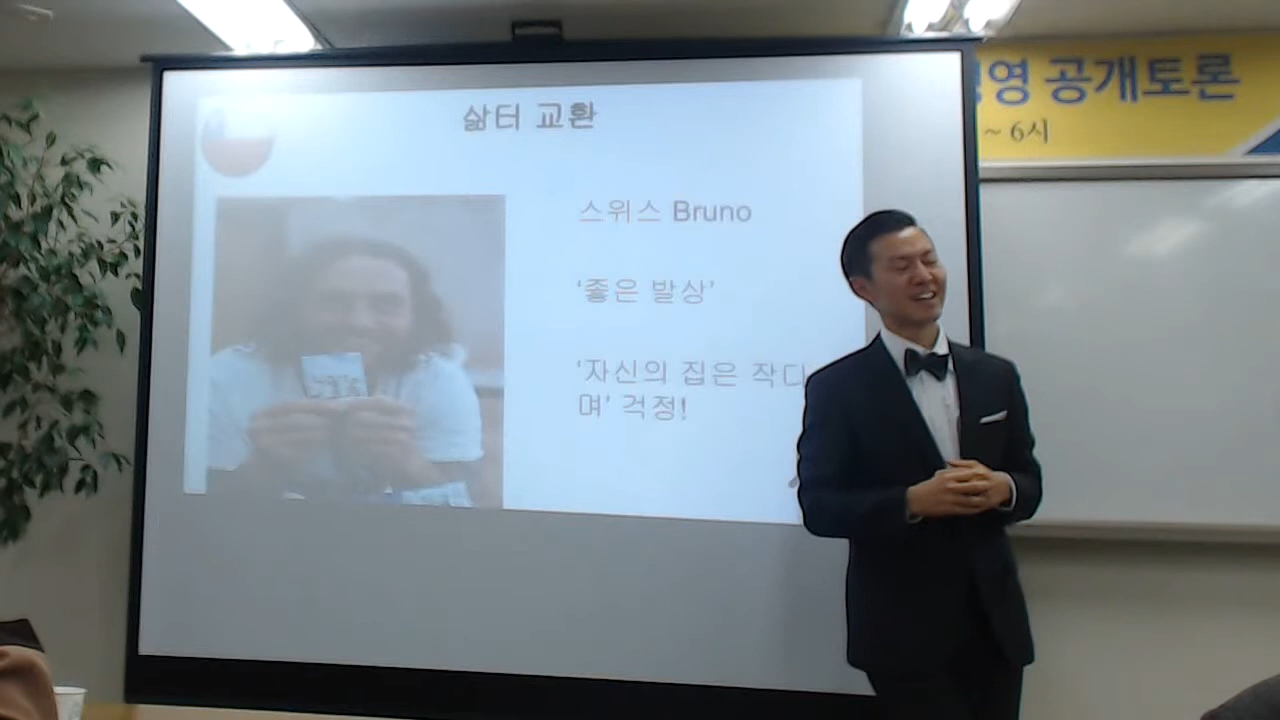 삶터 교환
스위스 Bruno
‘좋은 발상’
‘자신의 집은 작다
며’ 걱정!
영 공개토론
~ 6시